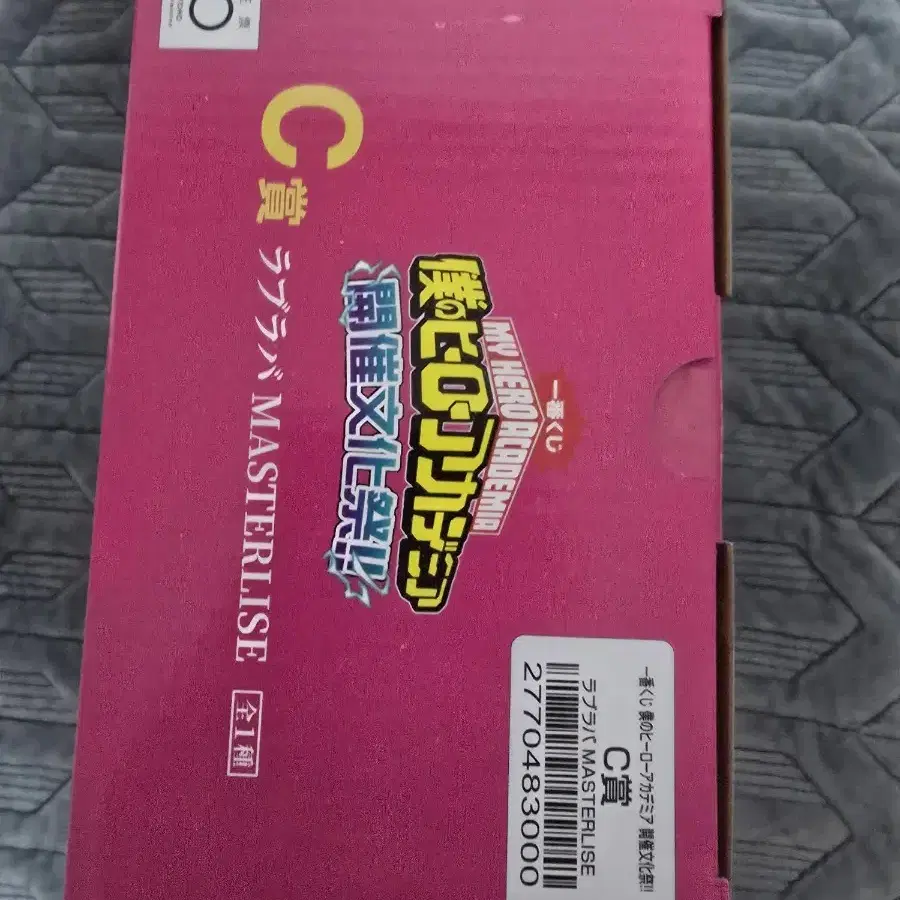 C賞
ラブラバ MASTERLISE 全1種
一番くじ
MY HERO ACADEMIA
僕のヒーローアカデミア
開催文化祭!!
一番くじ 僕のヒーローアカデミア 開催文化祭!!
C賞
ラブラバ MASTERLISE
2770483000